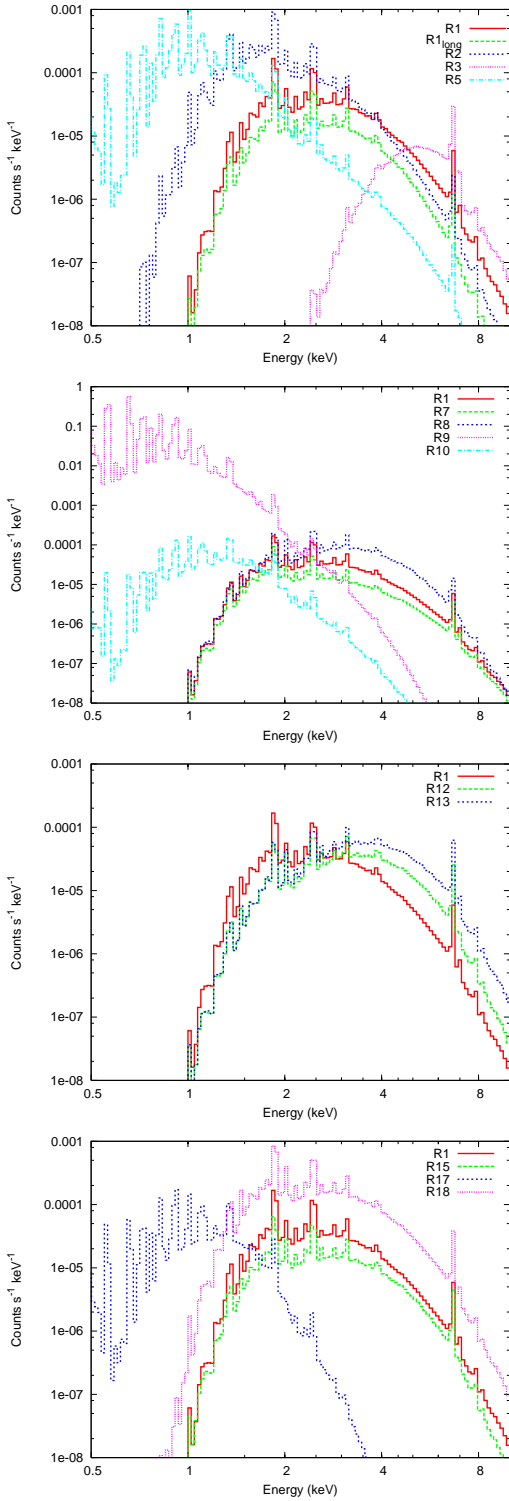 0.001
0.0001
1e-05
1e-06
1e-07
1e-08
Counts s⁻¹ keV⁻¹
R1
R1long
R2
R3
R5
0.5 1 2 4 8
Energy (keV)
1
0.1
0.01
0.001
0.0001
1e-05
1e-06
1e-07
1e-08
Counts s⁻¹ keV⁻¹
R1
R7
R8
R9
R10
0.5 1 2 4 8
Energy (keV)
0.001
0.0001
1e-05
1e-06
1e-07
1e-08
Counts s⁻¹ keV⁻¹
R1
R12
R13
0.5 1 2 4 8
Energy (keV)
0.001
0.0001
1e-05
1e-06
1e-07
1e-08
Counts s⁻¹ keV⁻¹
R1
R15
R17
R18
0.5 1 2 4 8
Energy (keV)